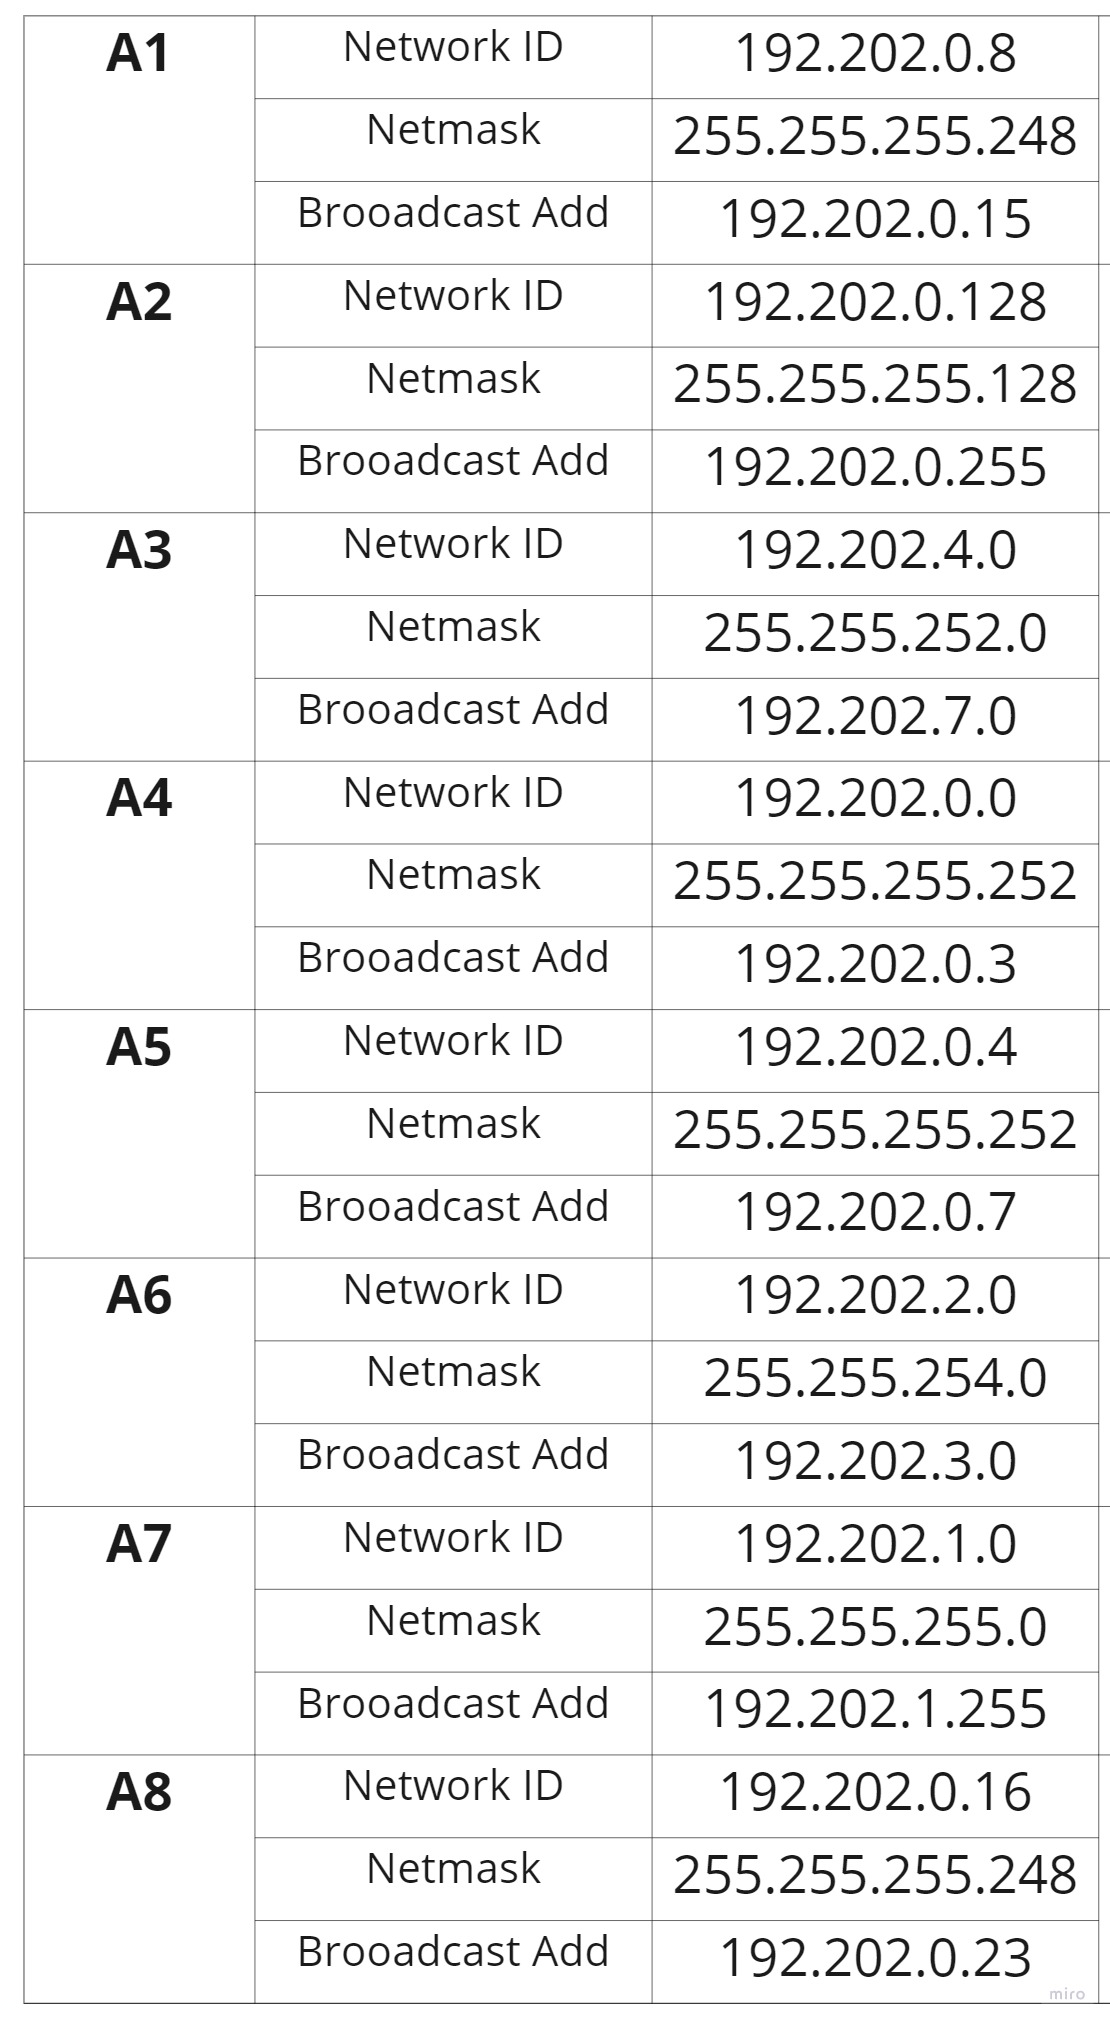 A1 Network ID 192.202.0.8
Netmask 255.255.255.248
Brooadcast Add 192.202.0.15
A2 Network ID 192.202.0.128
Netmask 255.255.255.128
Brooadcast Add 192.202.0.255
A3 Network ID 192.202.4.0
Netmask 255.255.252.0
Brooadcast Add 192.202.7.0
A4 Network ID 192.202.0.0
Netmask 255.255.255.252
Brooadcast Add 192.202.0.3
A5 Network ID 192.202.0.4
Netmask 255.255.255.252
Brooadcast Add 192.202.0.7
A6 Network ID 192.202.2.0
Netmask 255.255.254.0
Brooadcast Add 192.202.3.0
A7 Network ID 192.202.1.0
Netmask 255.255.255.0
Brooadcast Add 192.202.1.255
A8 Network ID 192.202.0.16
Netmask 255.255.255.248
Brooadcast Add 192.202.0.23
miro